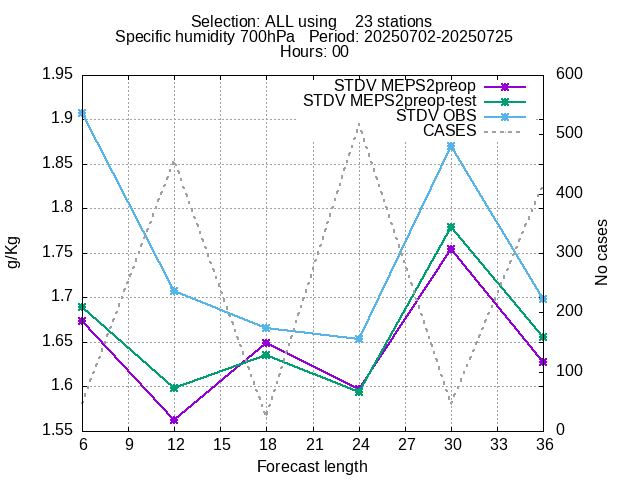 Selection: ALL using    23 stations
Specific humidity 700hPa   Period: 20250702-20250725
Hours: 00
STDV MEPS2preop
STDV MEPS2preop-test
STDV OBS
CASES
1.95
1.9
1.85
1.8
1.75
1.7
1.65
1.6
1.55
g/Kg
600
500
400
300
200
100
0
No cases
6 9 12 15 18 21 24 27 30 33 36
Forecast length